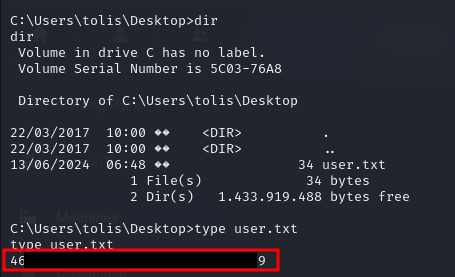 C:\Users\tolis\Desktop>dir
dir
 Volume in drive C has no label.
 Volume Serial Number is 5C03-76A8

 Directory of C:\Users\tolis\Desktop

22/03/2017  10:00 ��    <DIR>          .
22/03/2017  10:00 ��    <DIR>          ..
13/06/2024  06:48 ��                34 user.txt
               1 File(s)             34 bytes
               2 Dir(s)   1.433.919.488 bytes free

C:\Users\tolis\Desktop>type user.txt
type user.txt
46 9
Machines